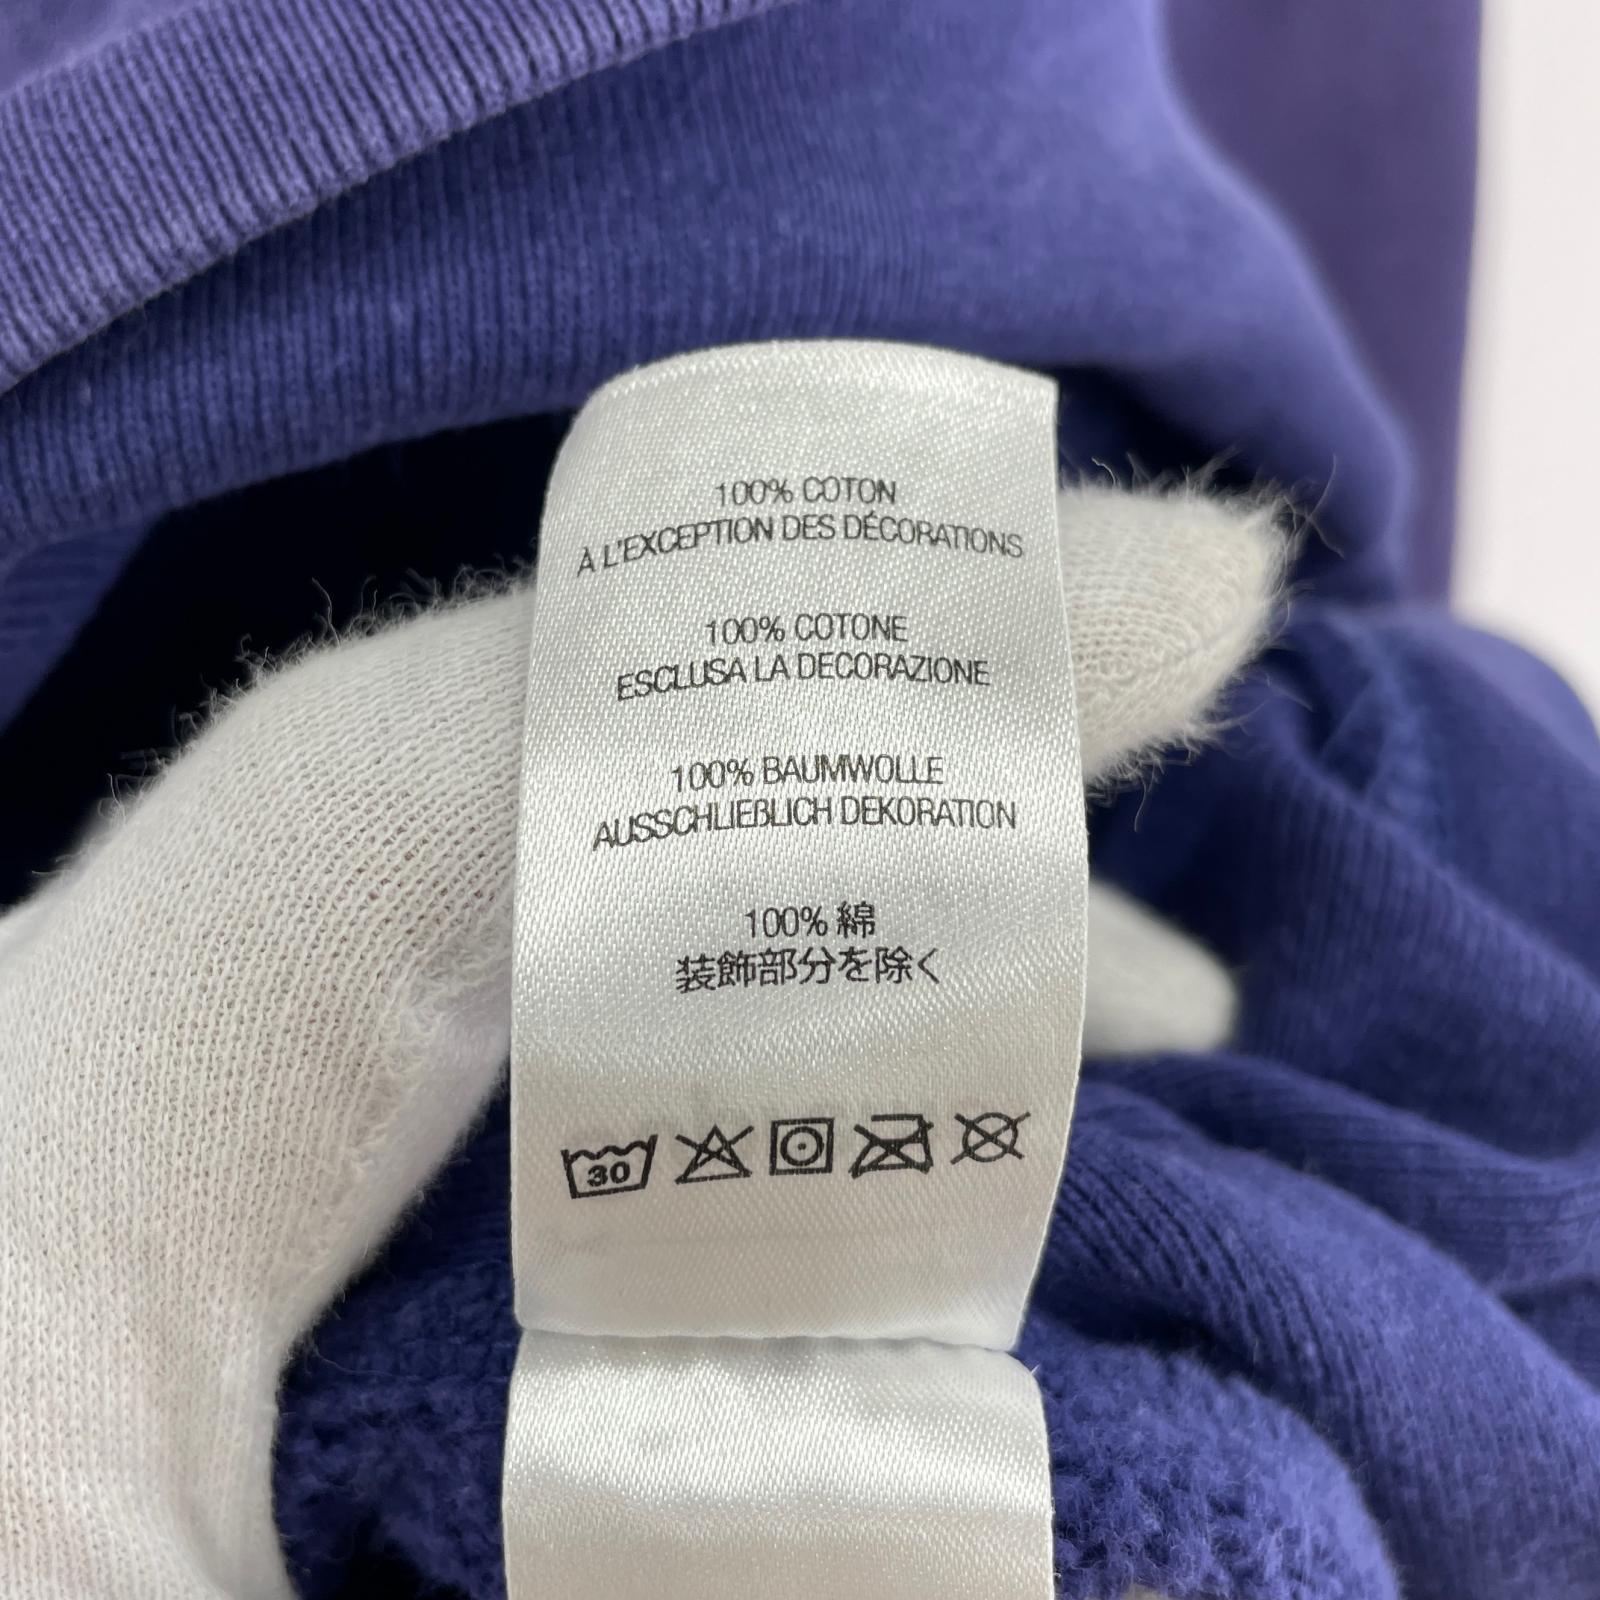 100% COTON
À L'EXCEPTION DES DÉCORATIONS
100% COTONE
ESCLUSA LA DECORAZIONE
100% BAUMWOLLE
AUSSCHLIEßLICH DEKORATION
100% 綿
装飾部分を除く
30